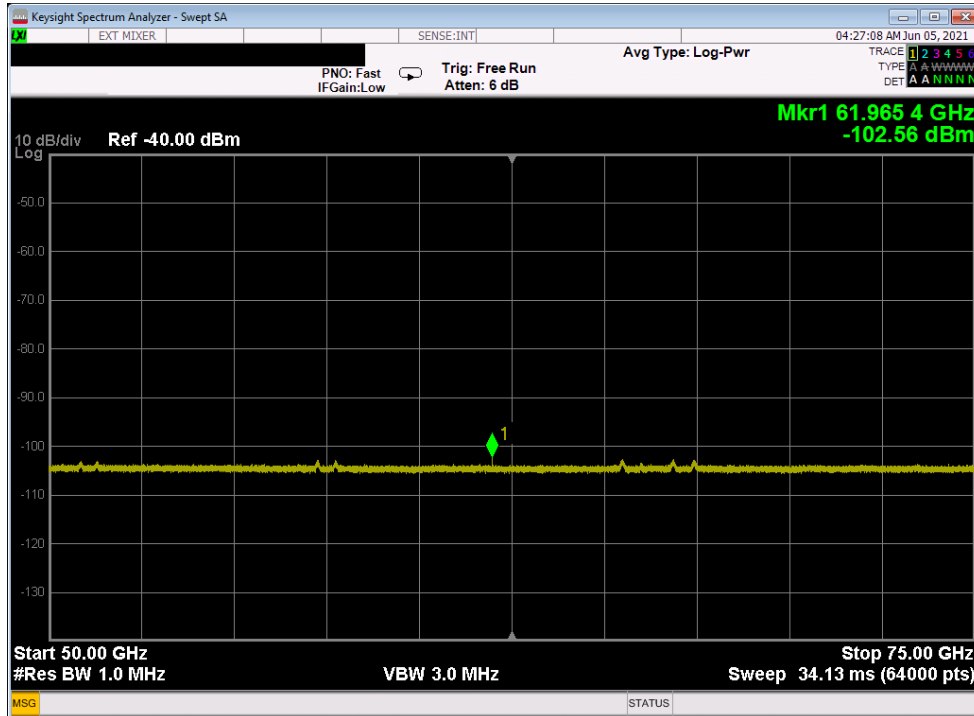 Keysight Spectrum Analyzer - Swept SA
LXI EXT MIXER SENSE:INT 04:27:08 AM Jun 05, 2021
Avg Type: Log-Pwr TRACE 1 2 3 4 5 6
PNO: Fast Trig: Free Run TYPE A A W W W W
IFGain:Low Atten: 6 dB DET A A N N N N
Mkr1 61.965 4 GHz
10 dB/div Ref -40.00 dBm -102.56 dBm
Log
-50.0
-60.0
-70.0
-80.0
-90.0
1
-100
-110
-120
-130
Start 50.00 GHz Stop 75.00 GHz
#Res BW 1.0 MHz VBW 3.0 MHz Sweep 34.13 ms (64000 pts)
MSG STATUS